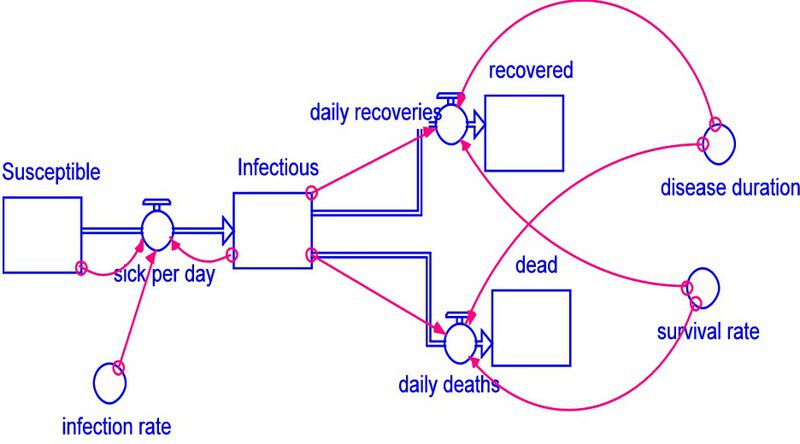 recovered
daily recoveries
Susceptible
Infectious
disease duration
sick per day
dead
survival rate
daily deaths
infection rate